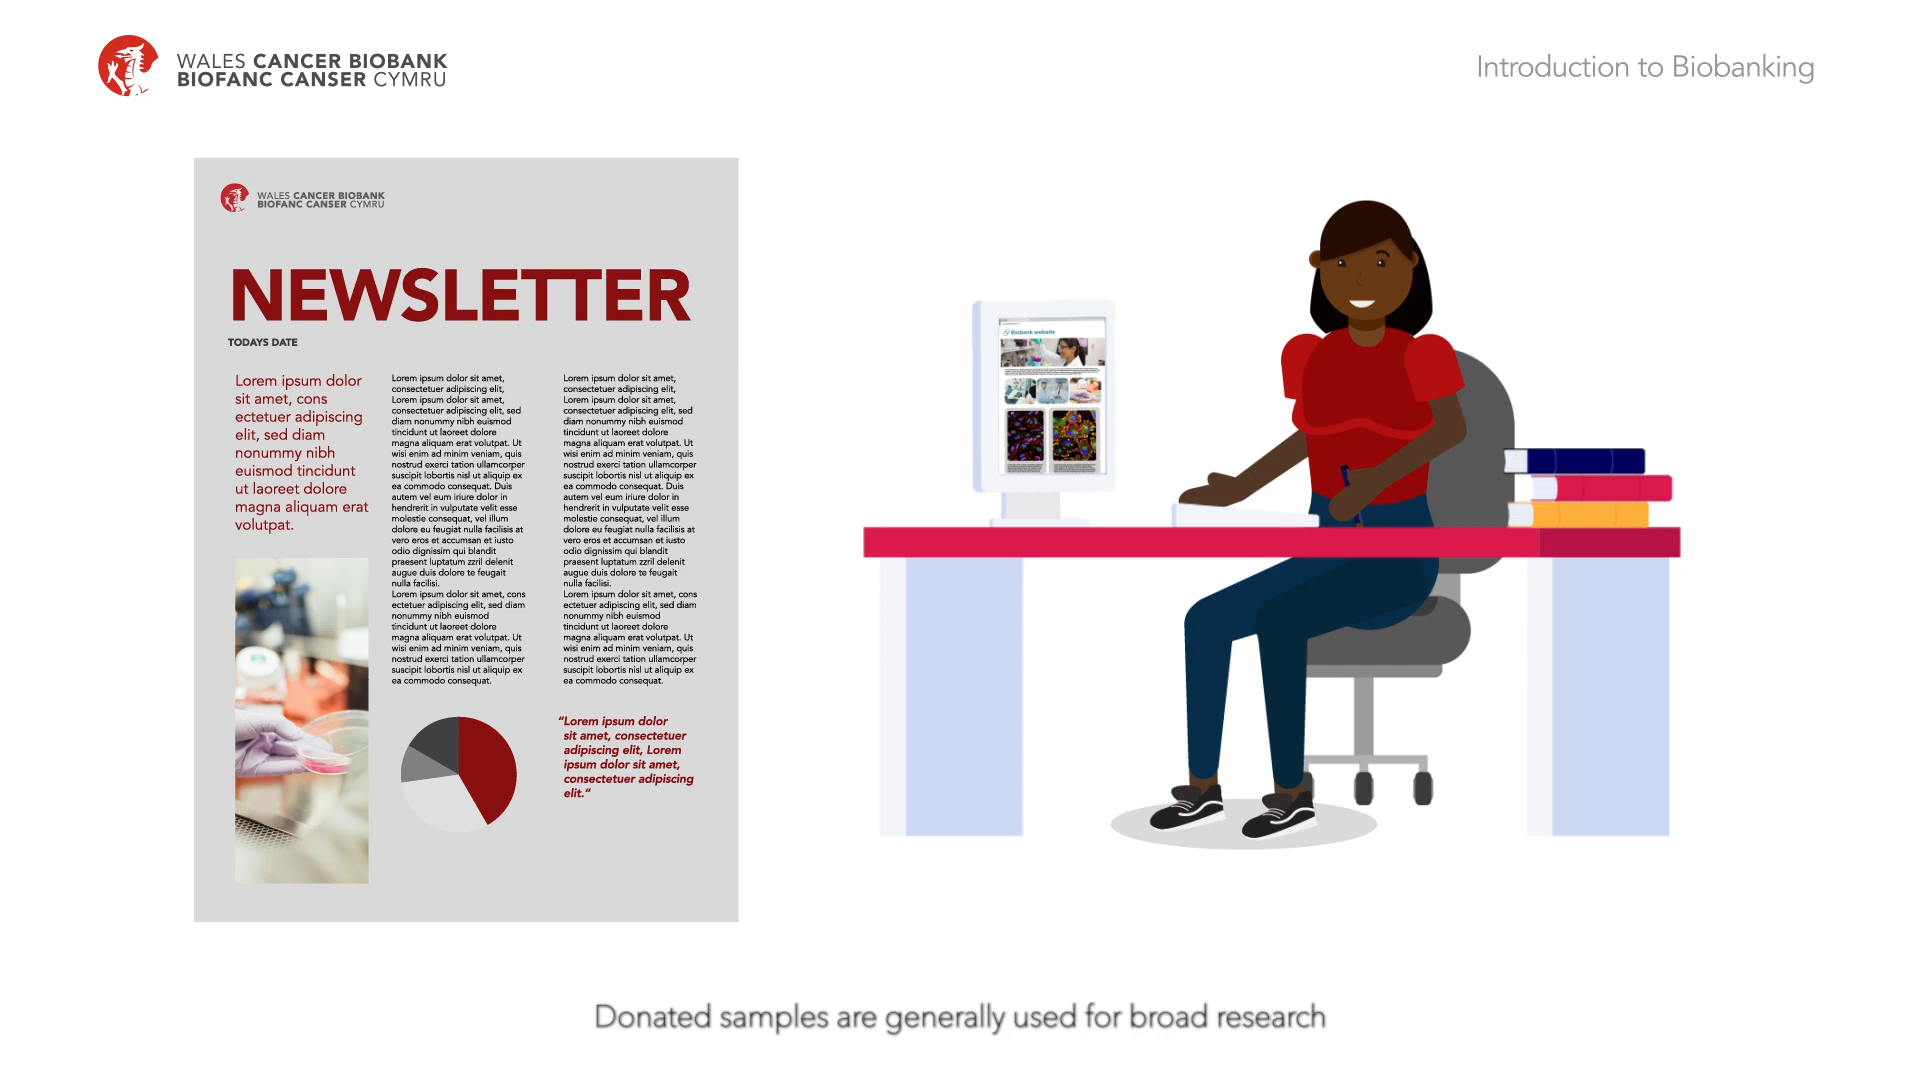 WALES CANCER BIOBANK
BIOFANC CANSER CYMRU
Introduction to Biobanking
WALES CANCER BIOBANK
BIOFANC CANSER CYMRU
NEWSLETTER
TODAYS DATE
Lorem ipsum dolor
sit amet, cons
ectetuer adipiscing
elit, sed diam
nonummy nibh
euismod tincidunt
ut laoreet dolore
magna aliquam erat
volutpat.
Lorem ipsum dolor sit amet,
consectetuer adipiscing elit,
Lorem ipsum dolor sit amet,
consectetuer adipiscing elit, sed
diam nonummy nibh euismod
tincidunt ut laoreet dolore
magna aliquam erat volutpat. Ut
wisi enim ad minim veniam, quis
nostrud exerci tation ullamcorper
suscipit lobortis nisl ut aliquip ex
ea commodo consequat. Duis
autem vel eum iriure dolor in
hendrerit in vulputate velit esse
molestie consequat, vel illum
dolore eu feugiat nulla facilisis at
vero eros et accumsan et iusto
odio dignissim qui blandit
praesent luptatum zzril delenit
augue duis dolore te feugait
nulla facilisi.
Lorem ipsum dolor sit amet, cons
ectetuer adipiscing elit, sed diam
nonummy nibh euismod
tincidunt ut laoreet dolore
magna aliquam erat volutpat. Ut
wisi enim ad minim veniam, quis
nostrud exerci tation ullamcorper
suscipit lobortis nisl ut aliquip ex
ea commodo consequat.
Lorem ipsum dolor sit amet,
consectetuer adipiscing elit,
Lorem ipsum dolor sit amet,
consectetuer adipiscing elit, sed
diam nonummy nibh euismod
tincidunt ut laoreet dolore
magna aliquam erat volutpat. Ut
wisi enim ad minim veniam, quis
nostrud exerci tation ullamcorper
suscipit lobortis nisl ut aliquip ex
ea commodo consequat. Duis
autem vel eum iriure dolor in
hendrerit in vulputate velit esse
molestie consequat, vel illum
dolore eu feugiat nulla facilisis at
vero eros et accumsan et iusto
odio dignissim qui blandit
praesent luptatum zzril delenit
augue duis dolore te feugait
nulla facilisi.
Lorem ipsum dolor sit amet, cons
ectetuer adipiscing elit, sed diam
nonummy nibh euismod
tincidunt ut laoreet dolore
magna aliquam erat volutpat. Ut
wisi enim ad minim veniam, quis
nostrud exerci tation ullamcorper
suscipit lobortis nisl ut aliquip ex
ea commodo consequat.
“Lorem ipsum dolor
sit amet, consectetuer
adipiscing elit, Lorem
ipsum dolor sit amet,
consectetuer adipiscing
elit.”
Biobank website
Donated samples are generally used for broad research